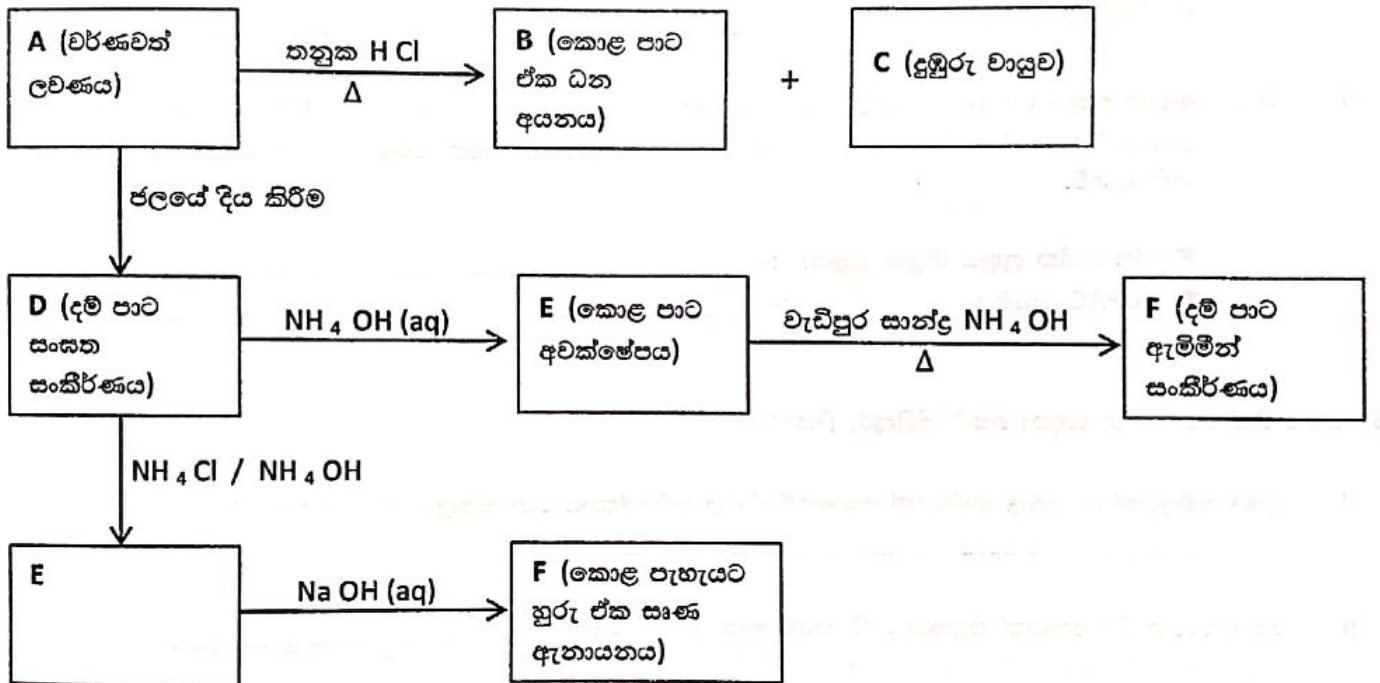 A (වර්ණවත්
ලවණය)
තනුක H Cl
Δ
B (කොළ පාට
ඒක ධන
අයනය)
+
C (දුඹුරු වායුව)
ජලයේ දිය කිරීම
D (දම් පාට
සංඝත
සංකීර්ණය)
NH 4 OH (aq)
E (කොළ පාට
අවක්ෂේපය)
වැඩිපුර සාන්ද්‍ර NH 4 OH
Δ
F (දම් පාට
ඇම්මීන්
සංකීර්ණය)
NH 4 Cl / NH 4 OH
E
Na OH (aq)
F (කොළ පැහැයට
හුරු ඒක සෘණ
ඇනායනය)